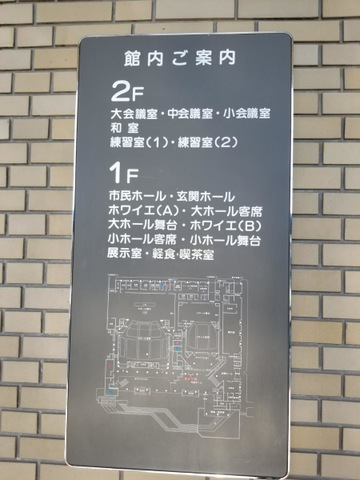 館内ご案内
2F
大会議室・中会議室・小会議室
和 室
練習室(1)・練習室(2)
1F
市民ホール・玄関ホール
ホワイエ(A)・大ホール客席
大ホール舞台・ホワイエ(B)
小ホール客席・小ホール舞台
展示室・軽食・喫茶室